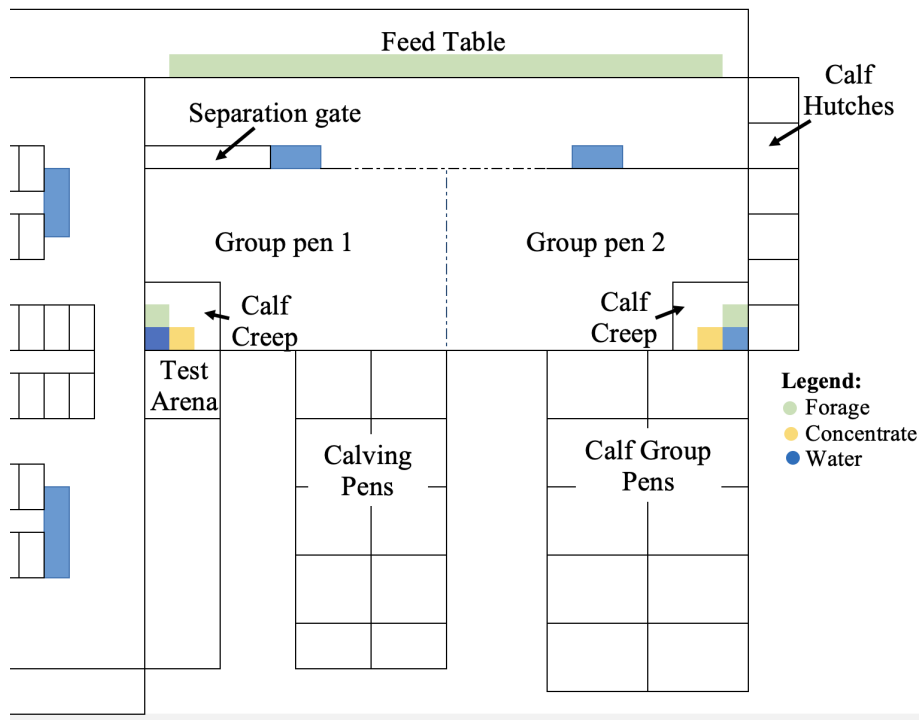 Feed Table
Calf
Hutches
Separation gate
Group pen 1
Group pen 2
Calf
Creep
Calf
Creep
Test
Arena
Legend:
Forage
Concentrate
Water
Calving
Pens
Calf Group
Pens